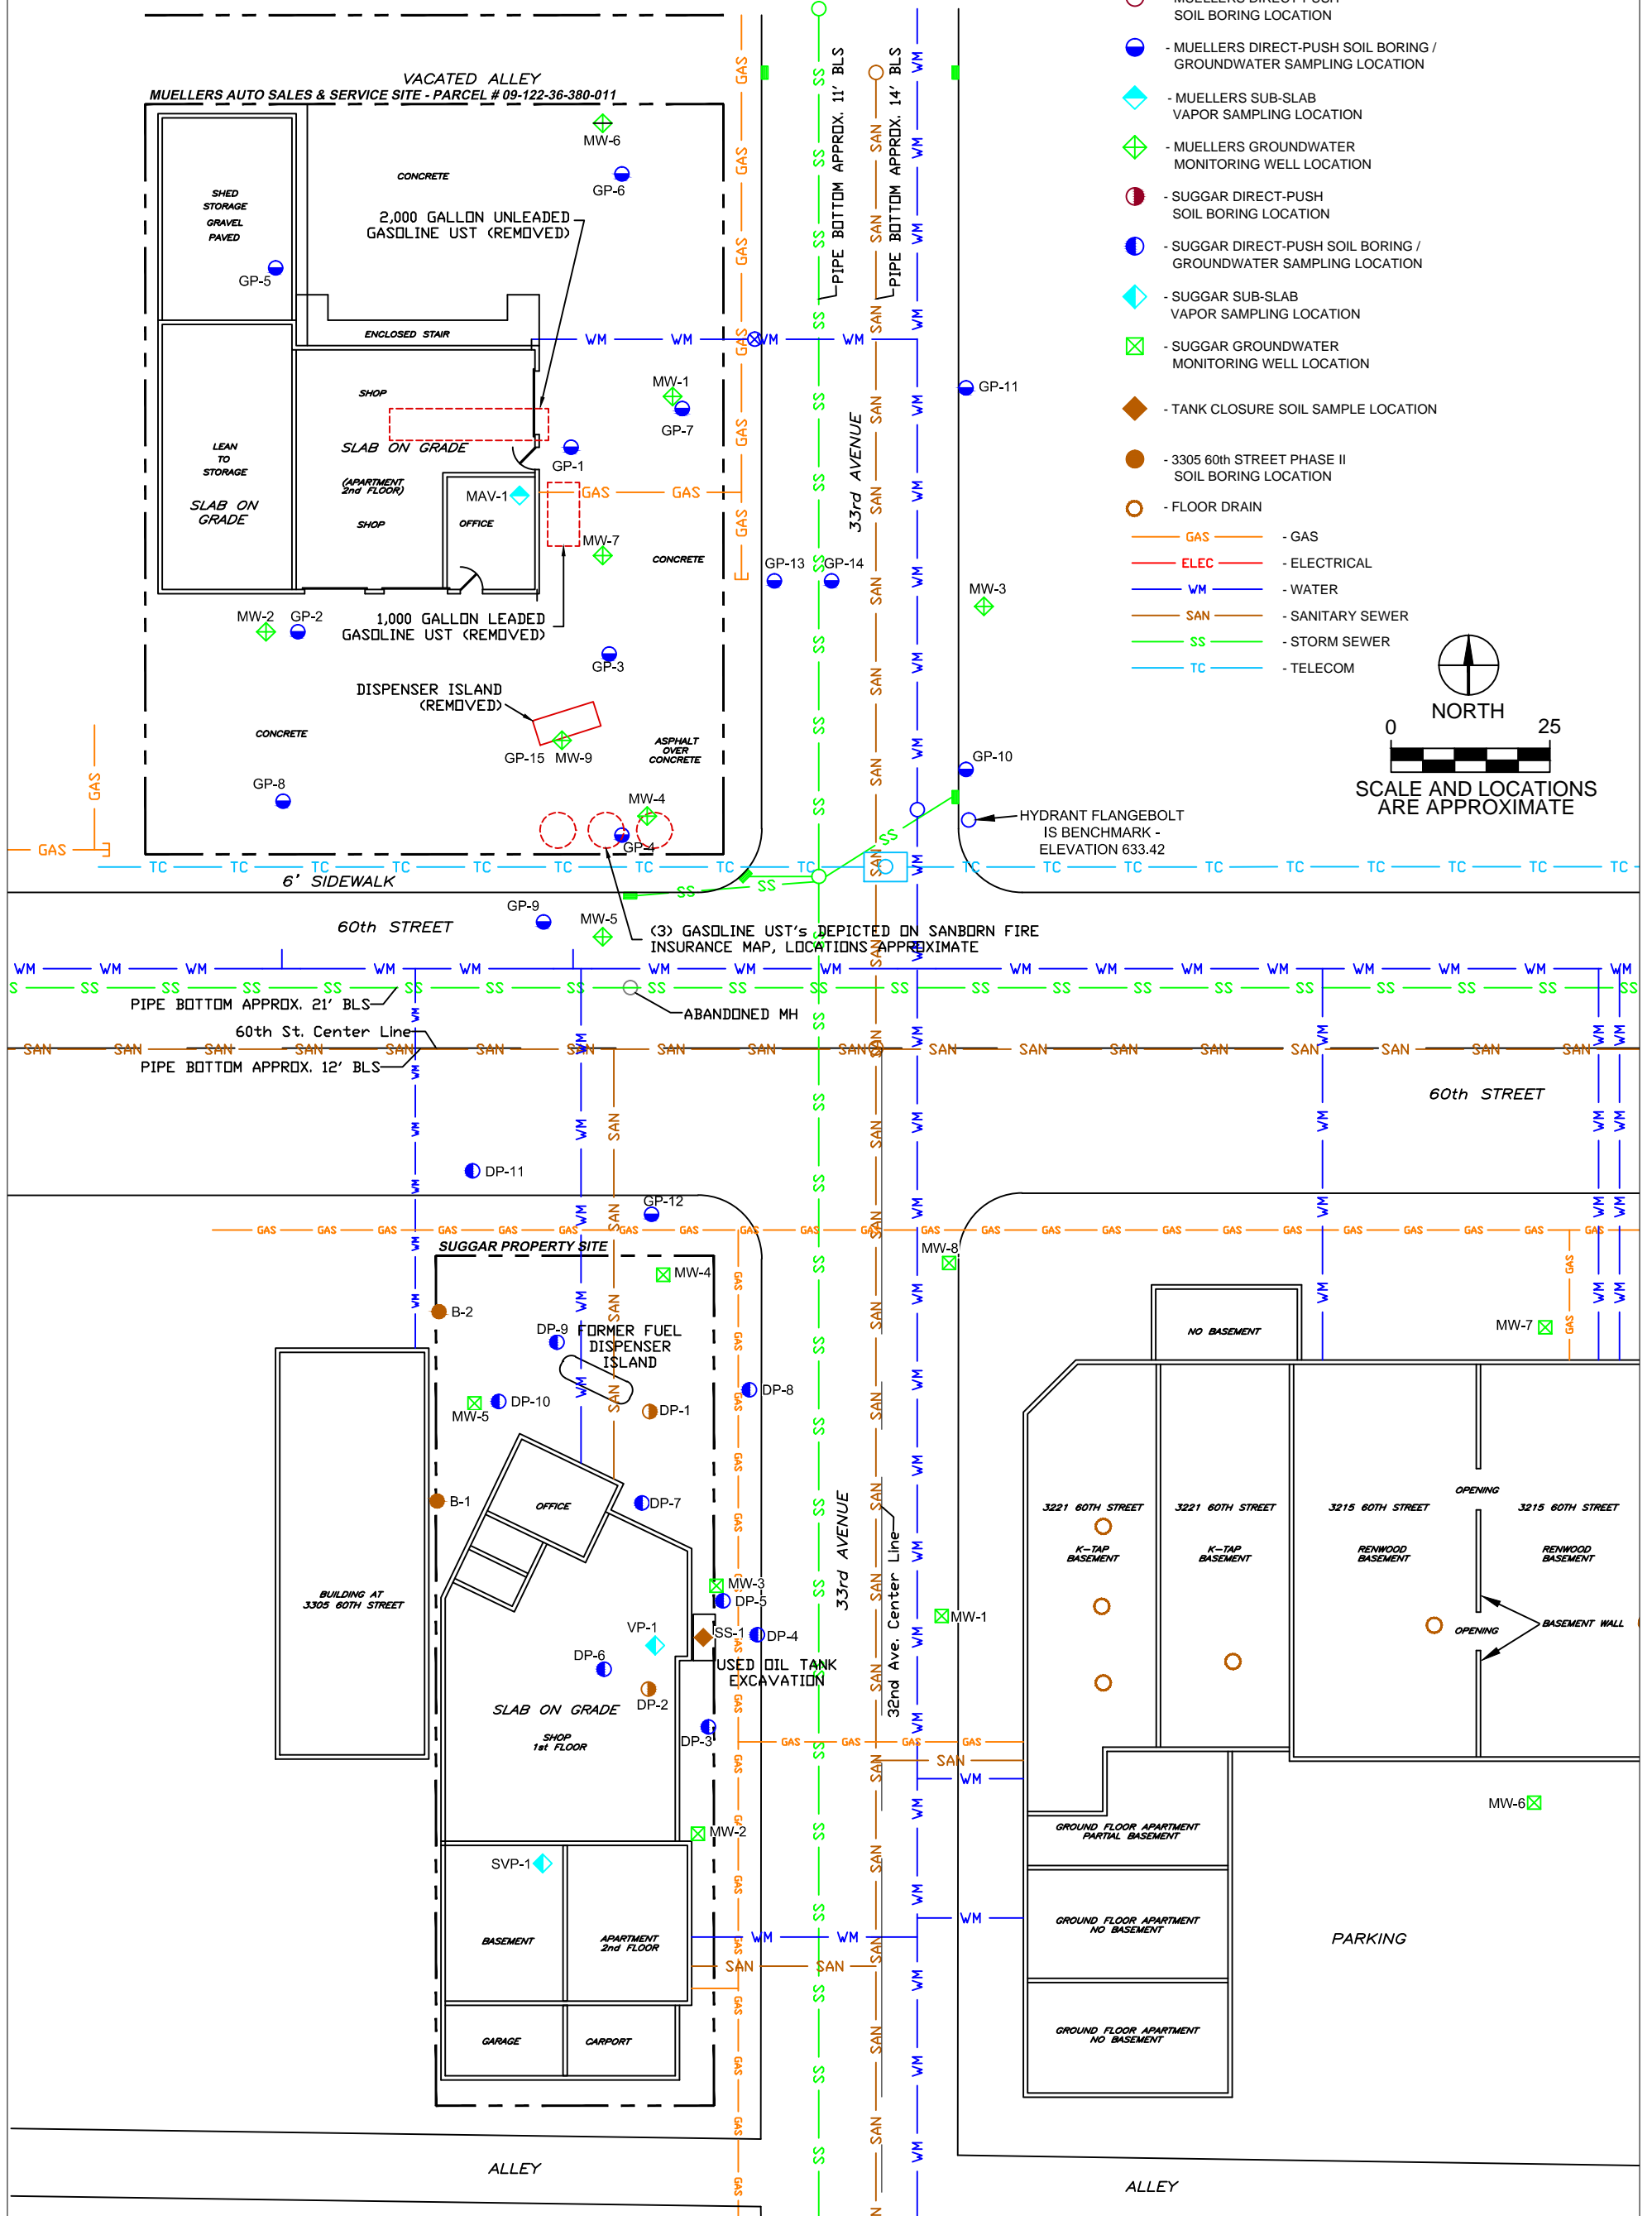 MUELLERS DIRECT-PUSH
SOIL BORING LOCATION
- MUELLERS DIRECT-PUSH SOIL BORING /
GROUNDWATER SAMPLING LOCATION
- MUELLERS SUB-SLAB
VAPOR SAMPLING LOCATION
- MUELLERS GROUNDWATER
MONITORING WELL LOCATION
- SUGGAR DIRECT-PUSH
SOIL BORING LOCATION
- SUGGAR DIRECT-PUSH SOIL BORING /
GROUNDWATER SAMPLING LOCATION
- SUGGAR SUB-SLAB
VAPOR SAMPLING LOCATION
- SUGGAR GROUNDWATER
MONITORING WELL LOCATION
- TANK CLOSURE SOIL SAMPLE LOCATION
- 3305 60th STREET PHASE II
SOIL BORING LOCATION
- FLOOR DRAIN
GAS - GAS
ELEC - ELECTRICAL
WM - WATER
SAN - SANITARY SEWER
SS - STORM SEWER
TC - TELECOM
NORTH
0 25
SCALE AND LOCATIONS
ARE APPROXIMATE
VACATED ALLEY
MUELLERS AUTO SALES & SERVICE SITE - PARCEL # 09-122-36-380-011
MW-6
GP-6
CONCRETE
SHED
STORAGE
GRAVEL
PAVED
2,000 GALLON UNLEADED
GASOLINE UST (REMOVED)
GP-5
ENCLOSED STAIR
PIPE BOTTOM APPROX. 11' BLS
PIPE BOTTOM APPROX. 14' BLS
SHOP
MW-1
GP-7
GP-11
LEAN
TO
STORAGE
SLAB ON GRADE
GP-1
(APARTMENT
2nd FLOOR)
MAV-1
SLAB ON
GRADE
SHOP
OFFICE
33rd AVENUE
MW-7
CONCRETE
GP-13
GP-14
MW-3
MW-2
GP-2
1,000 GALLON LEADED
GASOLINE UST (REMOVED)
GP-3
DISPENSER ISLAND
(REMOVED)
CONCRETE
GP-15
MW-9
ASPHALT
OVER
CONCRETE
GP-10
GP-8
MW-4
GP-4
HYDRANT FLANGEBOLT
IS BENCHMARK -
ELEVATION 633.42
6' SIDEWALK
60th STREET
GP-9
MW-5
(3) GASOLINE UST's DEPICTED ON SANBORN FIRE
INSURANCE MAP, LOCATIONS APPROXIMATE
PIPE BOTTOM APPROX. 21' BLS
ABANDONED MH
60th St. Center Line
PIPE BOTTOM APPROX. 12' BLS
60th STREET
DP-11
GP-12
SUGGAR PROPERTY SITE
MW-4
MW-8
B-2
DP-9
FORMER FUEL
DISPENSER
ISLAND
NO BASEMENT
MW-7
DP-8
DP-10
MW-5
DP-1
B-1
OFFICE
DP-7
33rd AVENUE
32nd Ave. Center Line
3221 60TH STREET
K-TAP
BASEMENT
3221 60TH STREET
K-TAP
BASEMENT
3215 60TH STREET
RENWOOD
BASEMENT
OPENING
3215 60TH STREET
RENWOOD
BASEMENT
BUILDING AT
3305 60TH STREET
MW-3
DP-5
MW-1
VP-1
SS-1
DP-4
OPENING
BASEMENT WALL
DP-6
USED OIL TANK
EXCAVATION
DP-2
SLAB ON GRADE
SHOP
1st FLOOR
DP-3
MW-6
MW-2
GROUND FLOOR APARTMENT
PARTIAL BASEMENT
SVP-1
GROUND FLOOR APARTMENT
NO BASEMENT
PARKING
BASEMENT
APARTMENT
2nd FLOOR
GARAGE
CARPORT
GROUND FLOOR APARTMENT
NO BASEMENT
ALLEY
ALLEY